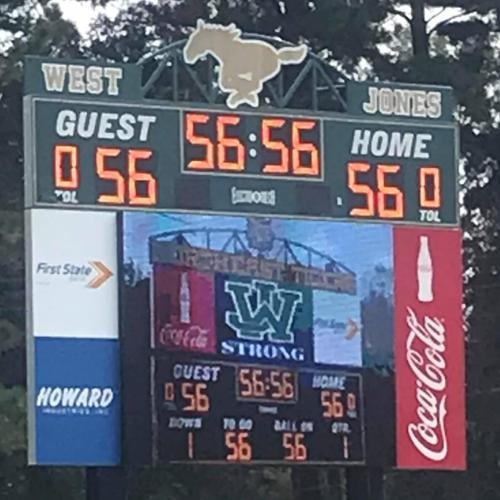 WEST JONES
GUEST 56:56 HOME
0 56 56 0
TOL TOL
First State
HOWARD
INDUSTRIES, INC.
Coca-Cola
Coca-Cola
JW
STRONG
GUEST 56:56 HOME
0 56 56 0
DOWN TO GO BALL ON QTR.
1 56 56 1